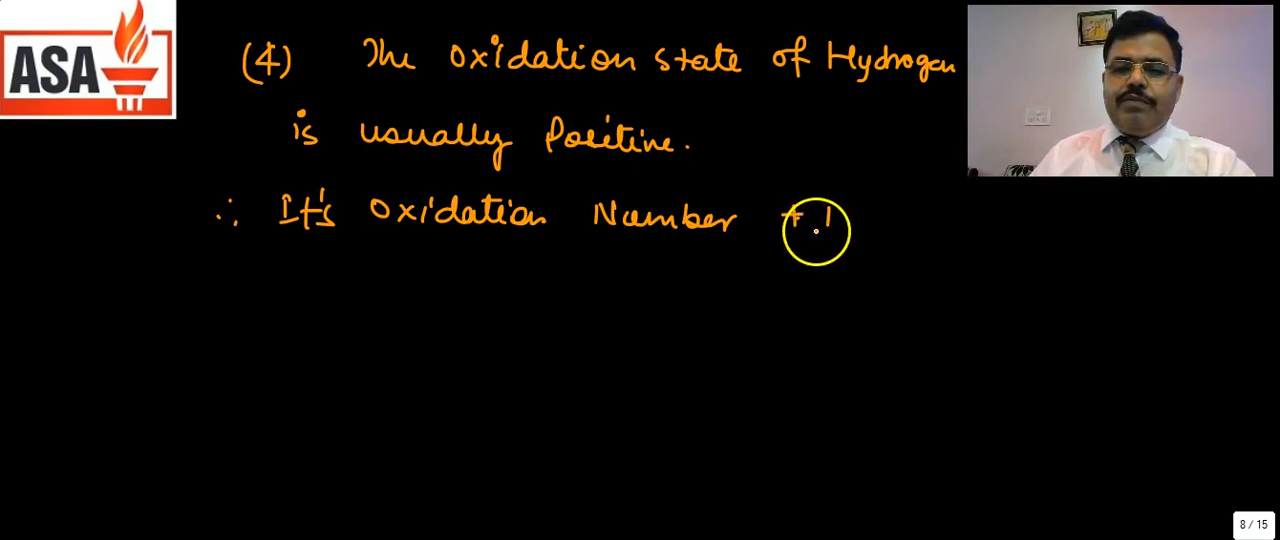 ASA
(4) The oxidation state of Hydrogen
is usually Positive.
∴ It's oxidation Number +1
8 / 15